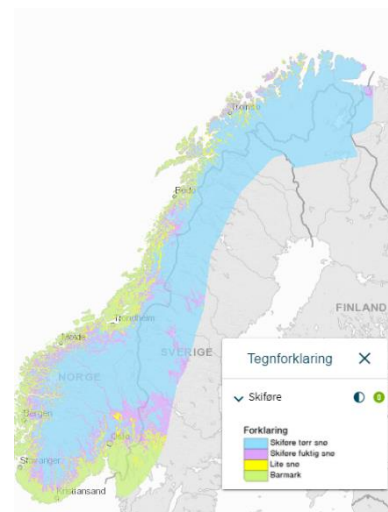 Tromsø
Bodø
FINLAND
Trondheim
Molde
SVERIGE
NORGE
Bergen
Oslo
Stavanger
Kristiansand
Tegnforklaring
Skiføre
Forklaring
Skiføre tørr snø
Skiføre fuktig snø
Lite snø
Barmark